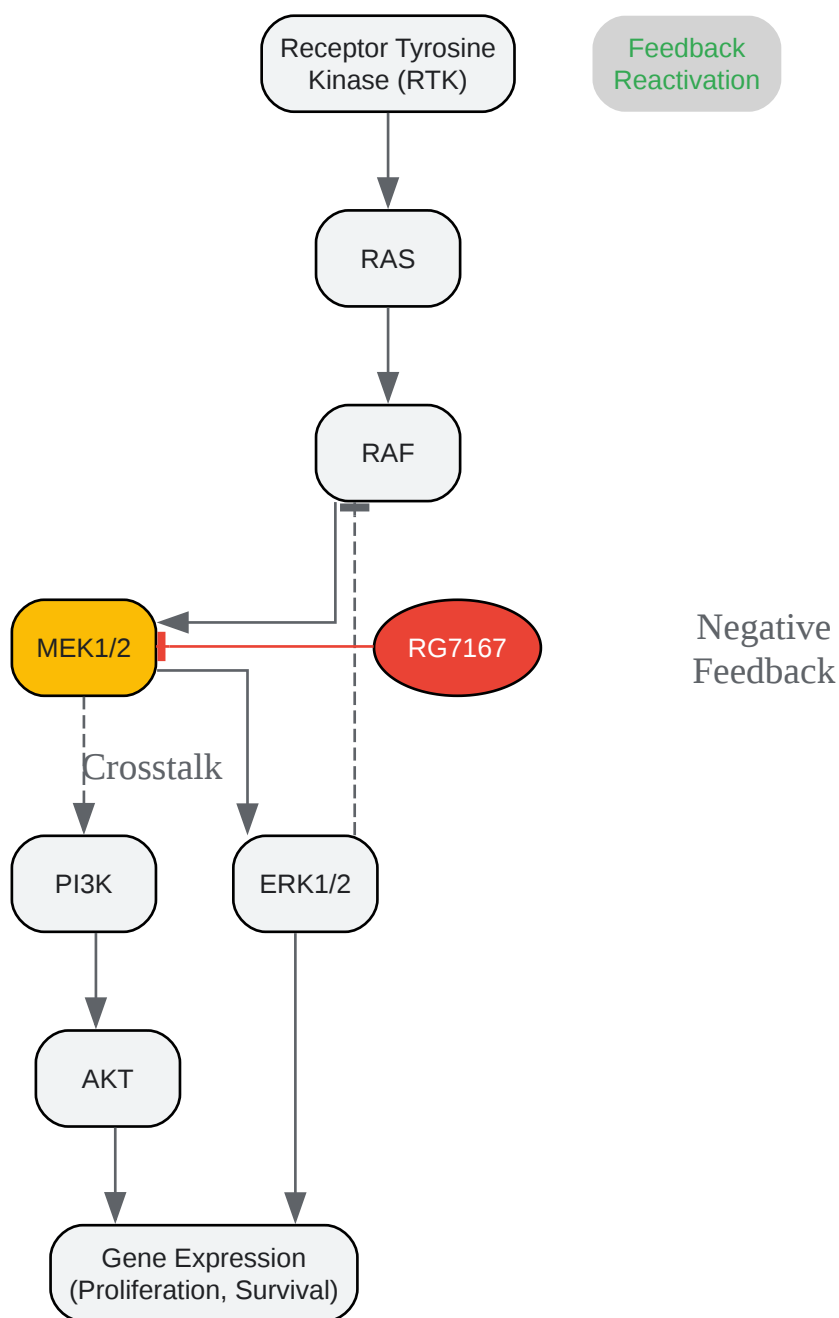 Receptor Tyrosine
Kinase (RTK)
Feedback
Reactivation
RAS
RAF
MEK1/2
RG7167
Negative
Feedback
Crosstalk
PI3K
ERK1/2
AKT
Gene Expression
(Proliferation, Survival)